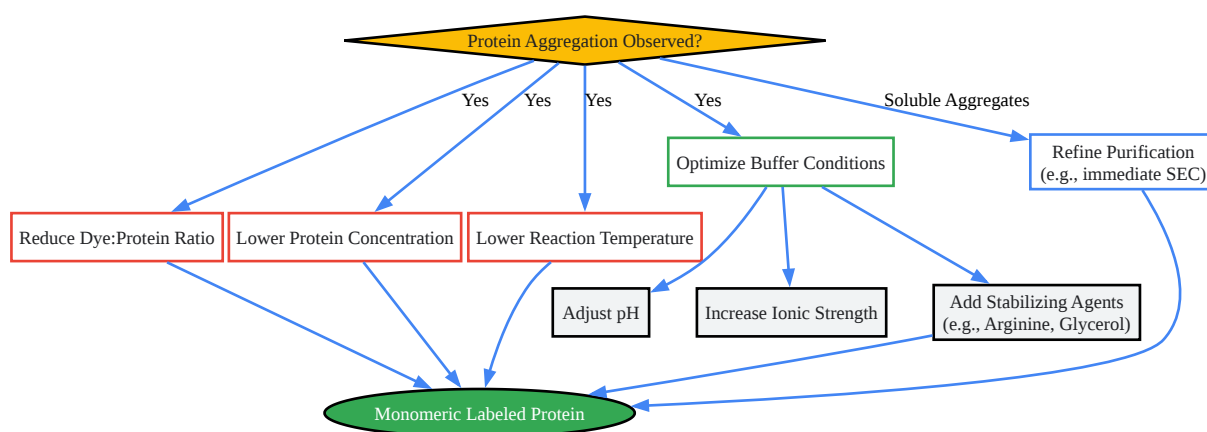 Protein Aggregation Observed?
Yes
Yes
Yes
Yes
Soluble Aggregates
Optimize Buffer Conditions
Refine Purification
(e.g., immediate SEC)
Reduce Dye:Protein Ratio
Lower Protein Concentration
Lower Reaction Temperature
Adjust pH
Increase Ionic Strength
Add Stabilizing Agents
(e.g., Arginine, Glycerol)
Monomeric Labeled Protein